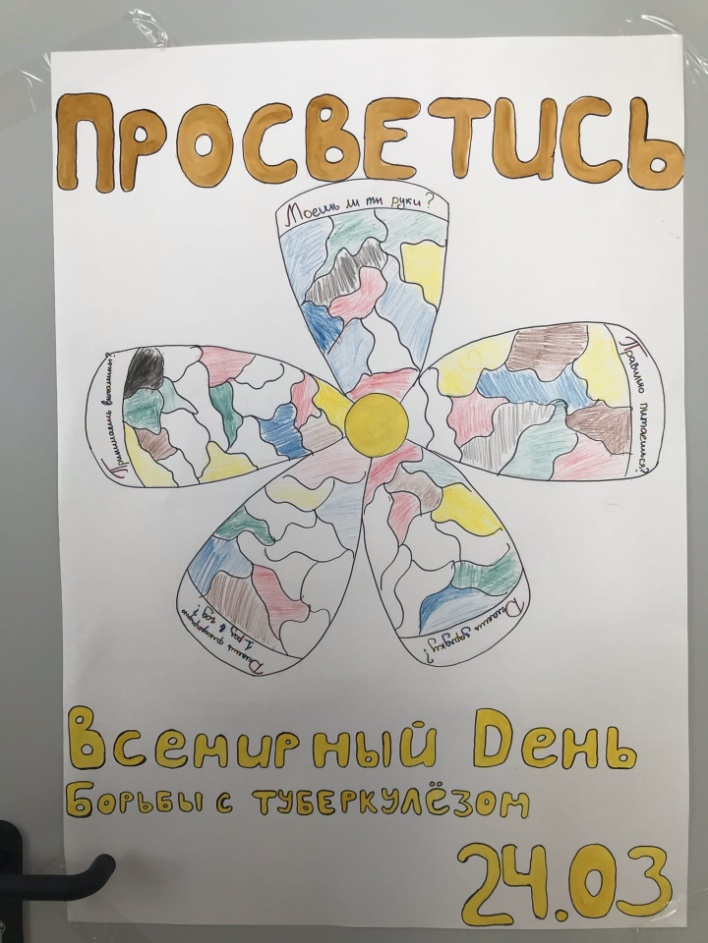 ПРОСВЕТИСЬ
Моешь ли ты руки?
Правильно питаешься?
Принимаешь витамины?
Делаешь зарядку?
Делаешь флюорографию
1 раз в год?
Всемирный День
Борьбы с туберкулёзом
24.03